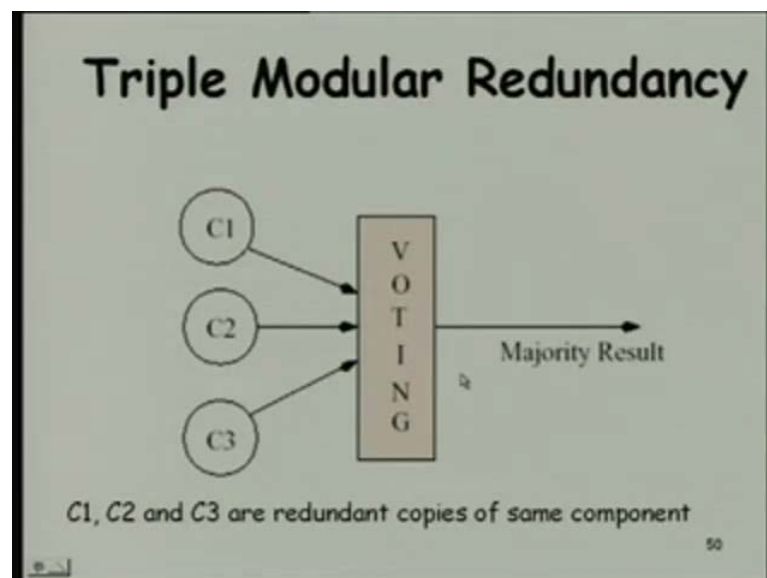 Triple Modular Redundancy
C1
C2
C3
VOTING
Majority Result
C1, C2 and C3 are redundant copies of same component
50